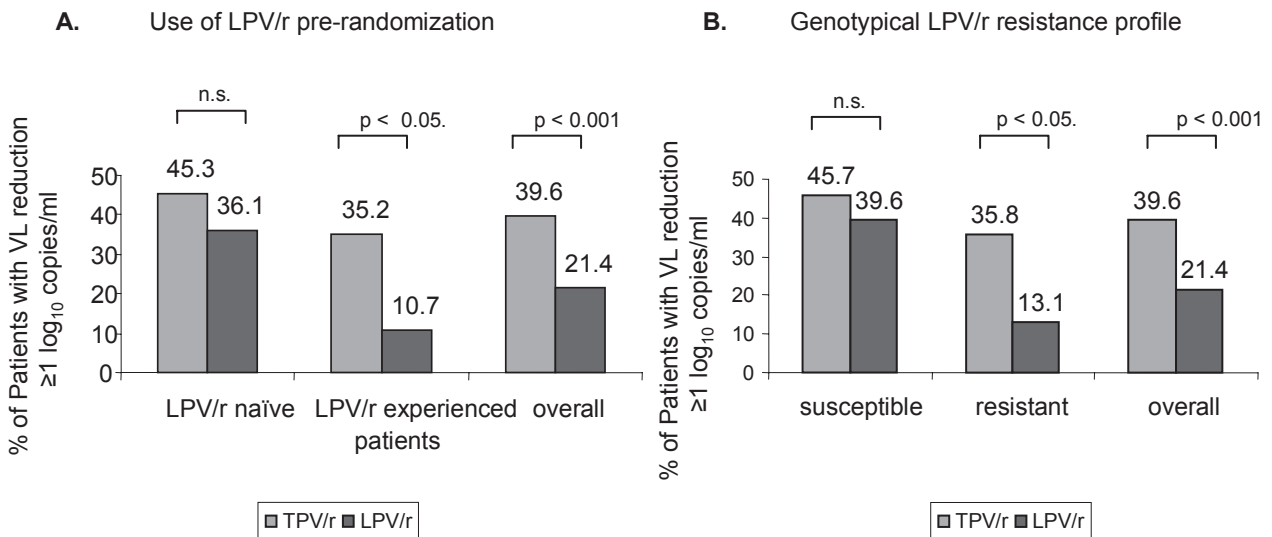 A. Use of LPV/r pre-randomization
% of Patients with VL reduction
≥1 log10 copies/ml
n.s.
p < 0.05.
p < 0.001
50
40
30
20
10
0
45.3
36.1
35.2
10.7
39.6
21.4
LPV/r naïve
LPV/r experienced
patients
overall
TPV/r LPV/r
B. Genotypical LPV/r resistance profile
% of Patients with VL reduction
≥1 log10 copies/ml
n.s.
p < 0.05.
p < 0.001
50
40
30
20
10
0
45.7
39.6
35.8
13.1
39.6
21.4
susceptible
resistant
overall
TPV/r LPV/r